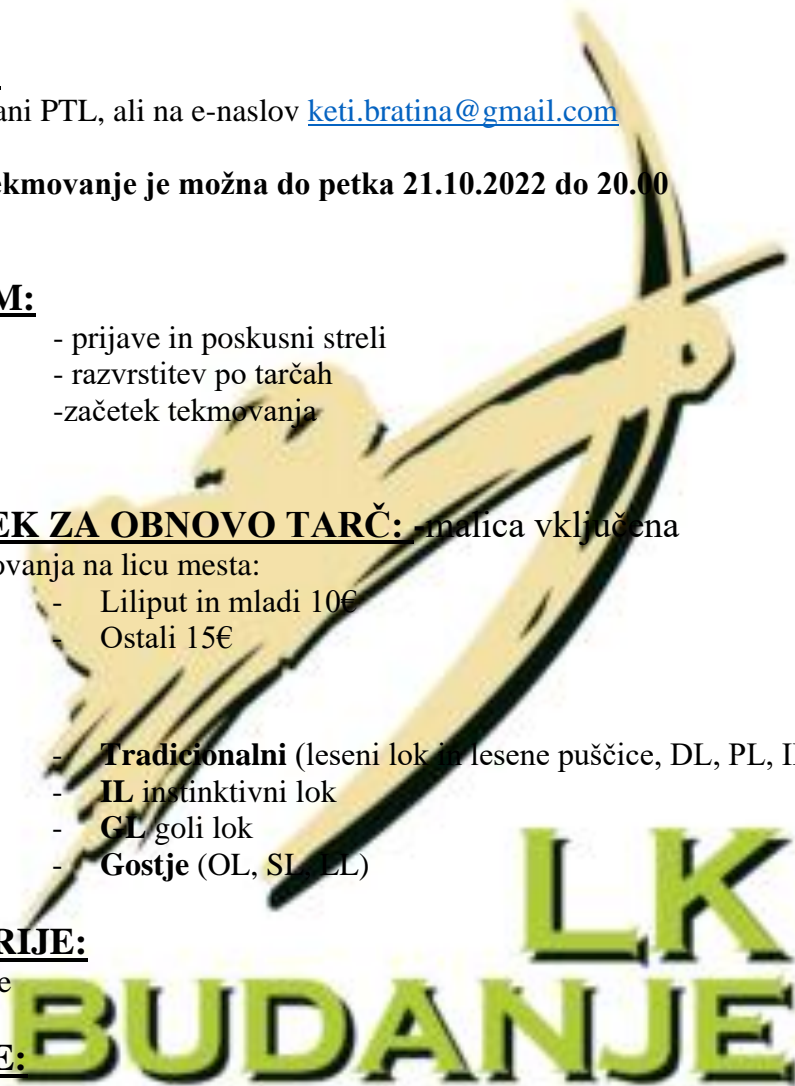 ani PTL, ali na e-naslov keti.bratina@gmail.com
ekmovanje je možna do petka 21.10.2022 do 20.00
M:
- prijave in poskusni streli
- razvrstitev po tarčah
-začetek tekmovanja
EK ZA OBNOVO TARČ: -malica vključena
ovanja na licu mesta:
- Liliput in mladi 10€
- Ostali 15€
- Tradicionalni (leseni lok in lesene puščice, DL, PL, I
- IL instinktivni lok
- GL goli lok
- Gostje (OL, SL, LL)
RIJE:
e
E:
LK
BUDANJE